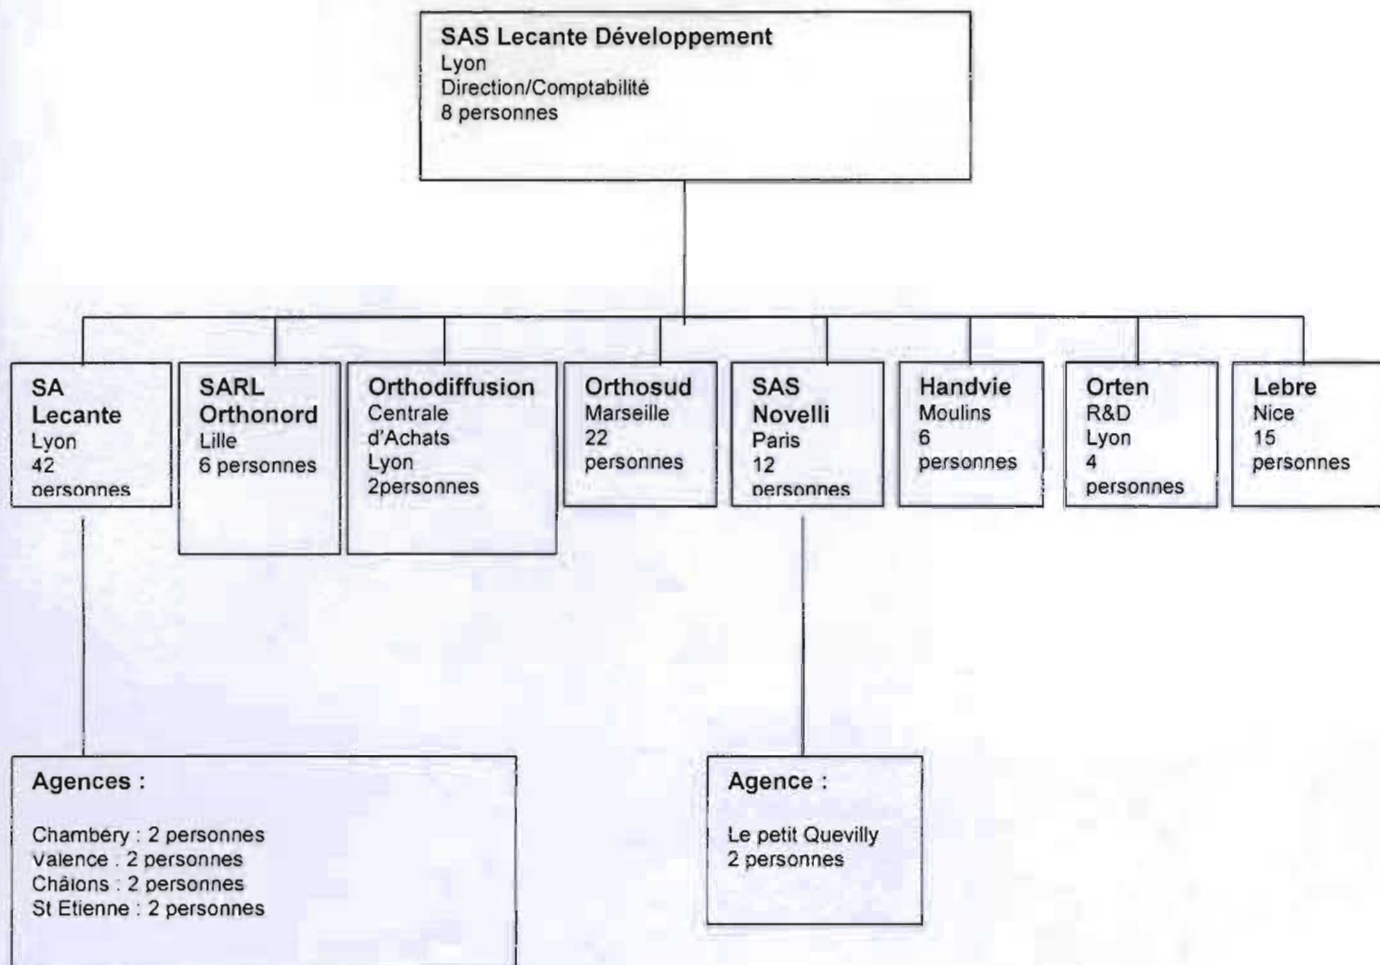 SAS Lecante Développement
Lyon
Direction/Comptabilité
8 personnes
SA
Lecante
Lyon
42
personnes
SARL
Orthonord
Lille
6 personnes
Orthodiffusion
Centrale
d'Achats
Lyon
2personnes
Orthosud
Marseille
22
personnes
SAS
Novelli
Paris
12
personnes
Handvie
Moulins
6
personnes
Orten
R&D
Lyon
4
personnes
Lebre
Nice
15
personnes
Agences :
Chambéry : 2 personnes
Valence : 2 personnes
Châlons : 2 personnes
St Etienne : 2 personnes
Agence :
Le petit Quevilly
2 personnes